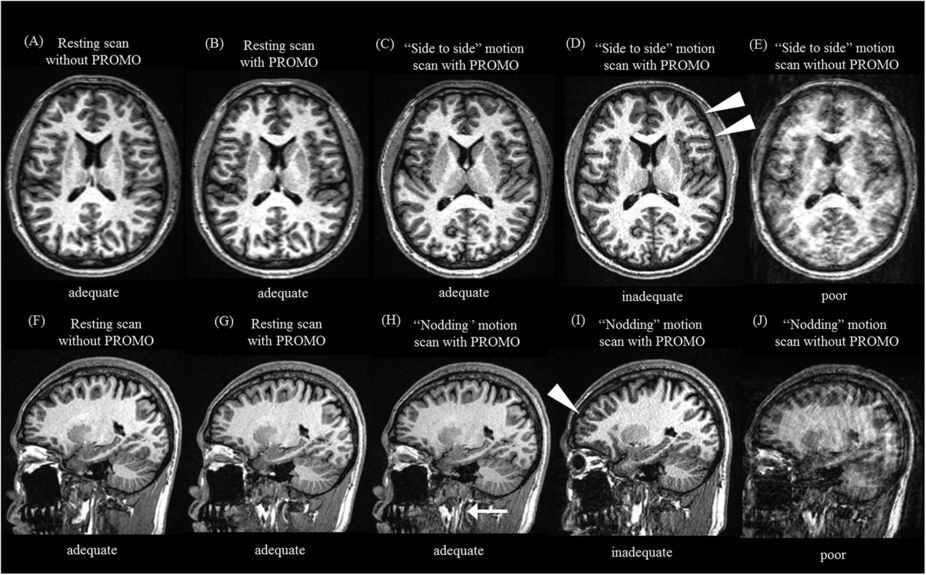 (A) Resting scan
without PROMO
(B) Resting scan
with PROMO
(C) “Side to side” motion
scan with PROMO
(D) “Side to side” motion
scan with PROMO
(E) “Side to side” motion
scan without PROMO
adequate
adequate
adequate
inadequate
poor
(F) Resting scan
without PROMO
(G) Resting scan
with PROMO
(H) “Nodding ’ motion
scan with PROMO
(I) “Nodding” motion
scan with PROMO
(J) “Nodding” motion
scan without PROMO
adequate
adequate
adequate
inadequate
poor